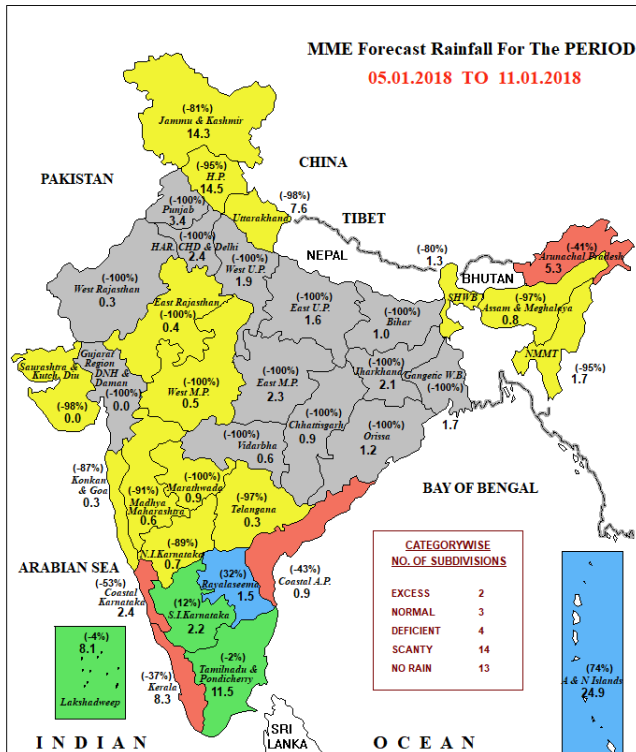 MME Forecast Rainfall For The PERIOD
05.01.2018 TO 11.01.2018
(-81%)
Jammu & Kashmir
14.3
(-95%)
H.P.
14.5
CHINA
PAKISTAN
(-100%)
Punjab
3.4
(-98%)
7.6
Uttarakhand
TIBET
(-100%)
HAR. CHD & Delhi
2.4
(-100%)
West U.P.
1.9
NEPAL
(-80%)
1.3
BHUTAN
(-41%)
Arunachal Pradesh
5.3
(-100%)
West Rajasthan
0.3
East Rajasthan
(-100%)
0.4
(-100%)
East U.P.
1.6
(-100%)
Bihar
1.0
SHWB
(-97%)
Assam & Meghalaya
0.8
NMMT
(-95%)
1.7
Saurashtra &
Kutch, Diu
(-98%)
0.0
Gujarat
Region
DNH &
Daman
(-100%)
0.0
(-100%)
West M.P.
0.5
(-100%)
East M.P.
2.3
(-100%)
Jharkhand
2.1
Gangetic W.B.
(-100%)
1.7
(-100%)
Chhattisgarh
0.9
(-100%)
Orissa
1.2
(-100%)
Vidarbha
0.6
(-87%)
Konkan
& Goa
0.3
(-91%)
Madhya
Maharashtra
0.6
(-100%)
Marathwada
0.9
(-97%)
Telangana
0.3
BAY OF BENGAL
(-89%)
N.I.Karnataka
0.7
ARABIAN SEA
(-53%)
Coastal
Karnataka
2.4
(32%)
Rayalaseema
1.5
(-43%)
Coastal A.P.
0.9
(12%)
S.I.Karnataka
2.2
(-4%)
8.1
Lakshadweep
(-37%)
Kerala
8.3
(-2%)
Tamilnadu &
Pondicherry
11.5
CATEGORYWISE
NO. OF SUBDIVISIONS
EXCESS 2
NORMAL 3
DEFICIENT 4
SCANTY 14
NO RAIN 13
(74%)
A & N Islands
24.9
SRI
LANKA
INDIAN OCEAN